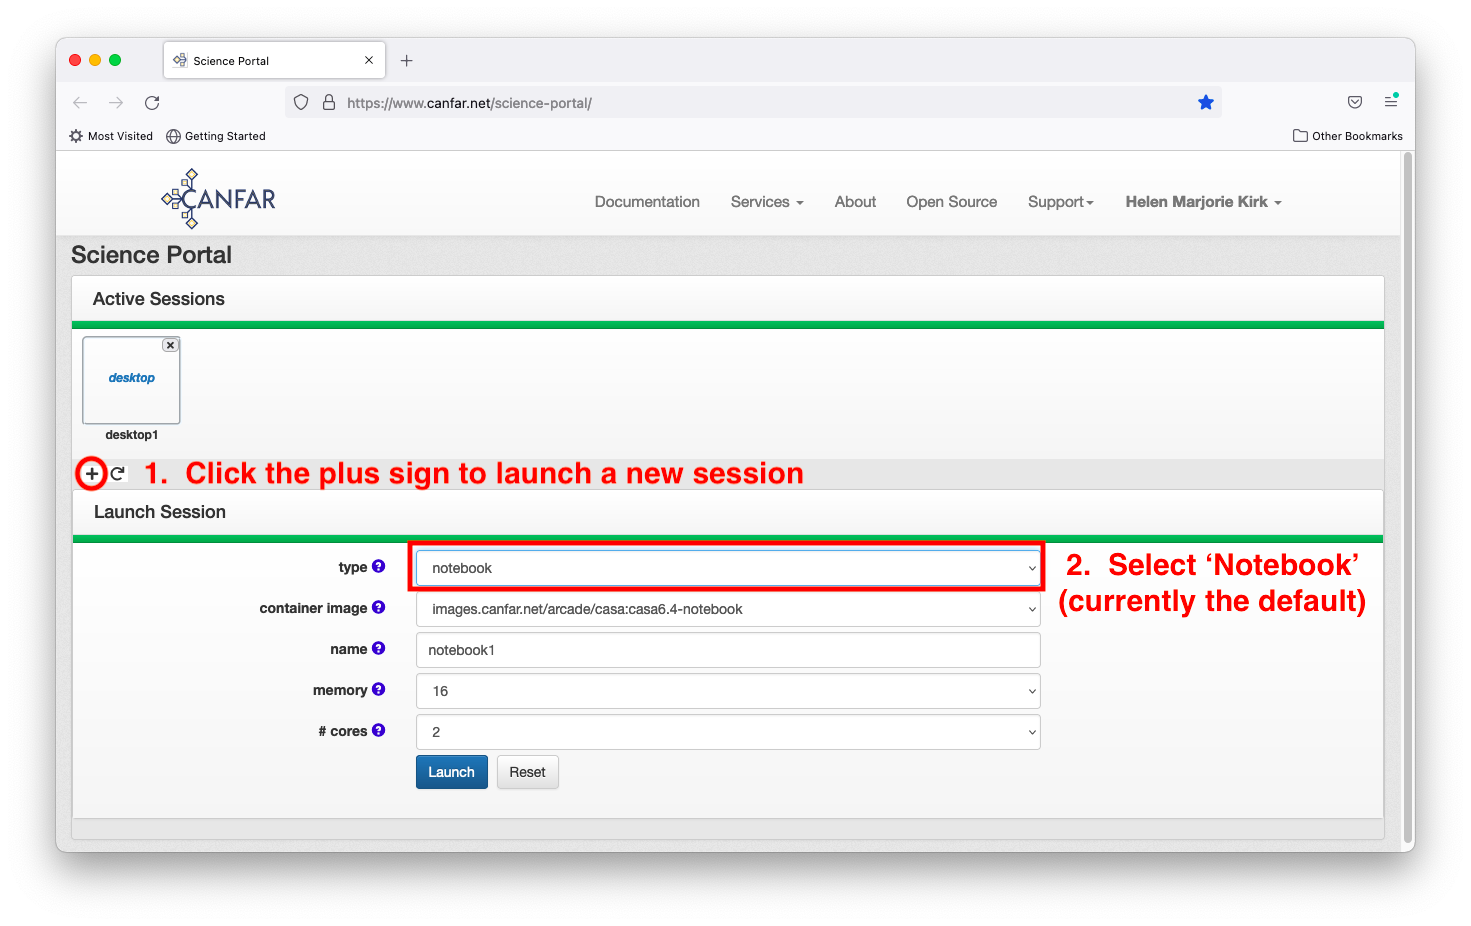 Science Portal
https://www.canfar.net/science-portal/
Most Visited Getting Started Other Bookmarks
CANFAR Documentation Services About Open Source Support Helen Marjorie Kirk
Science Portal
Active Sessions
desktop
desktop1
1. Click the plus sign to launch a new session
Launch Session
type ? notebook
2. Select ‘Notebook’
(currently the default)
container image ? images.canfar.net/arcade/casa:casa6.4-notebook
name ? notebook1
memory ? 16
# cores ? 2
Launch Reset